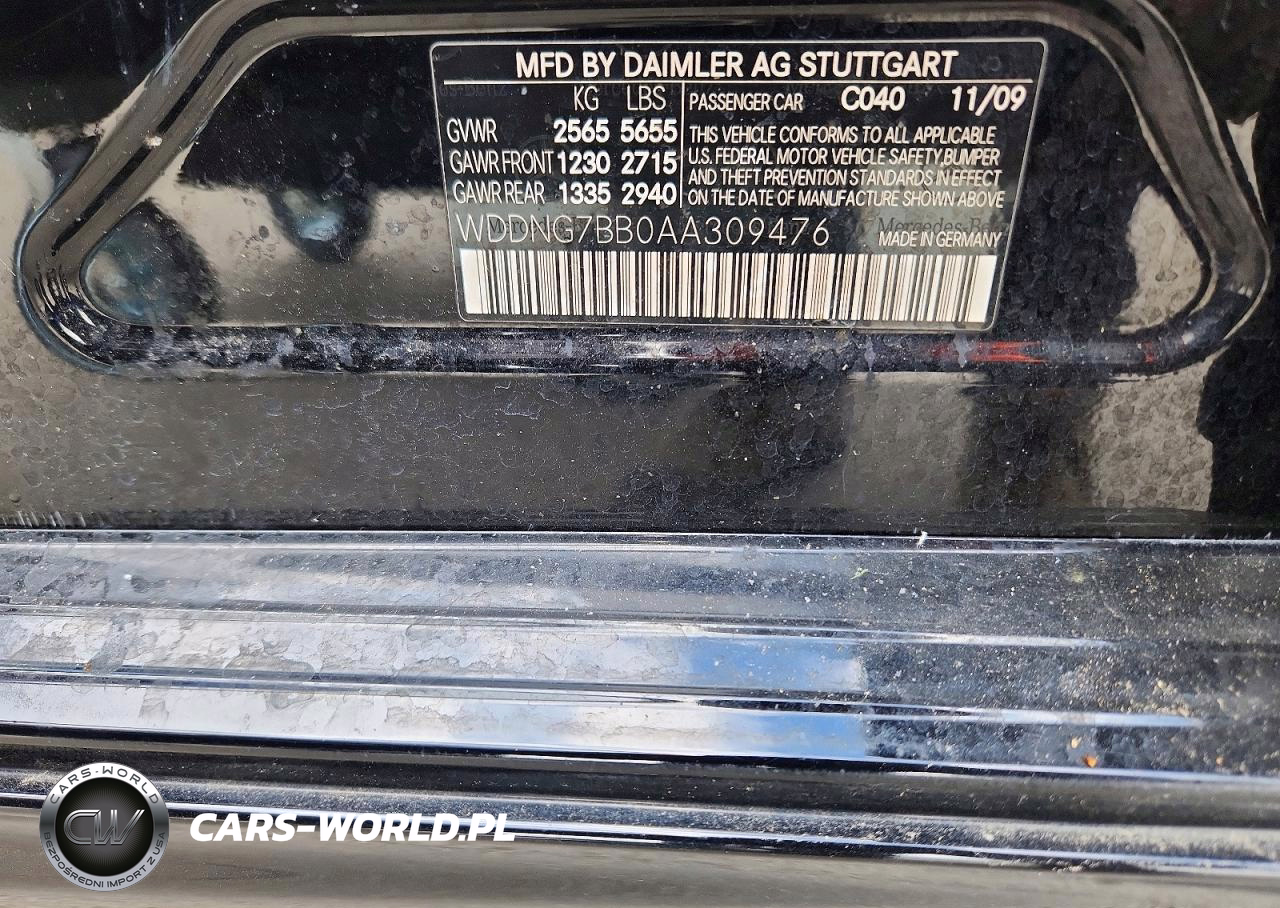 MFD BY DAIMLER AG STUTTGART
KG LBS
GVWR 2565 5655
GAWR FRONT 1230 2715
GAWR REAR 1335 2940
PASSENGER CAR C040 11/09
THIS VEHICLE CONFORMS TO ALL APPLICABLE
U.S. FEDERAL MOTOR VEHICLE SAFETY,BUMPER
AND THEFT PREVENTION STANDARDS IN EFFECT
ON THE DATE OF MANUFACTURE SHOWN ABOVE
WDDNG7BB0AA309476
MADE IN GERMANY
CARS-WORLD
CW
BEZPOŚREDNI IMPORT Z USA
CARS-WORLD.PL